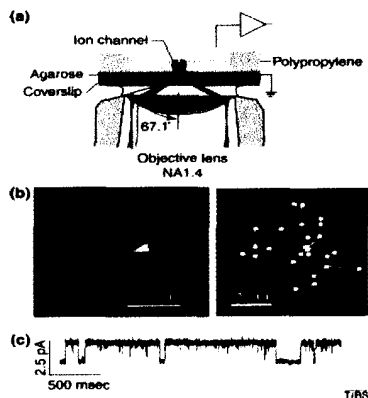 (a)
Ion channel
Agarose
Coverslip
Polypropylene
67.1°
Objective lens
NA1.4
(b)
(c)
2.5 pA
500 msec
TiBS